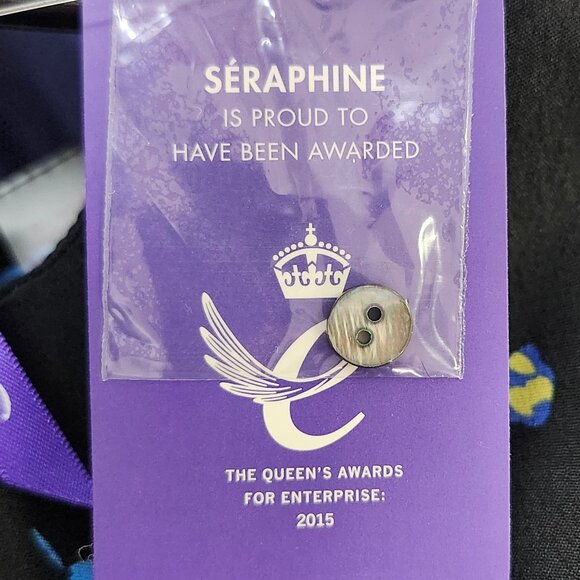 SÉRAPHINE
IS PROUD TO
HAVE BEEN AWARDED
THE QUEEN'S AWARDS
FOR ENTERPRISE:
2015